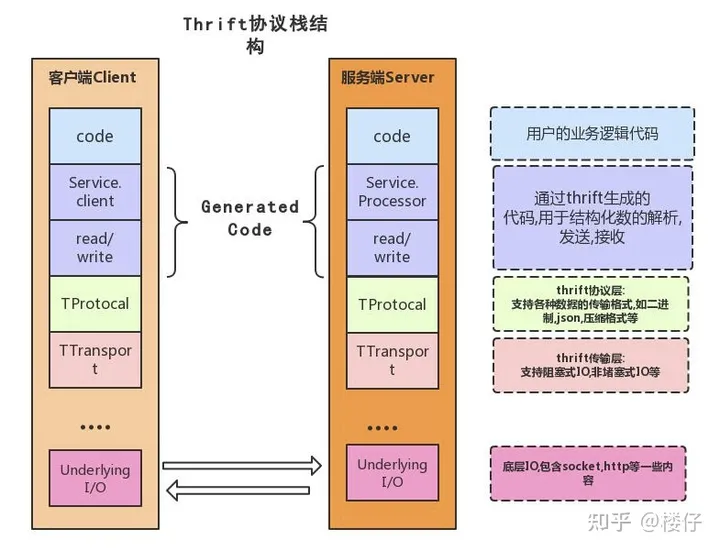 Thrift协议栈结
构
客户端Client
服务端Server
code
code
用户的业务逻辑代码
Service.
client
Service.
Processor
Generated
Code
通过thrift生成的
代码,用于结构化数的解析,
发送,接收
read/
write
read/
write
TProtocal
TProtocal
thrift协议层:
支持各种数据的传输格式,如二进
制,json,压缩格式等
TTranspor
t
TTranspor
t
thrift传输层:
支持阻塞式IO,非堵塞式IO等
....
....
Underlying
I/O
Underlying
I/O
底层IO,包含socket,http等一些内
容
知乎 @楼仔